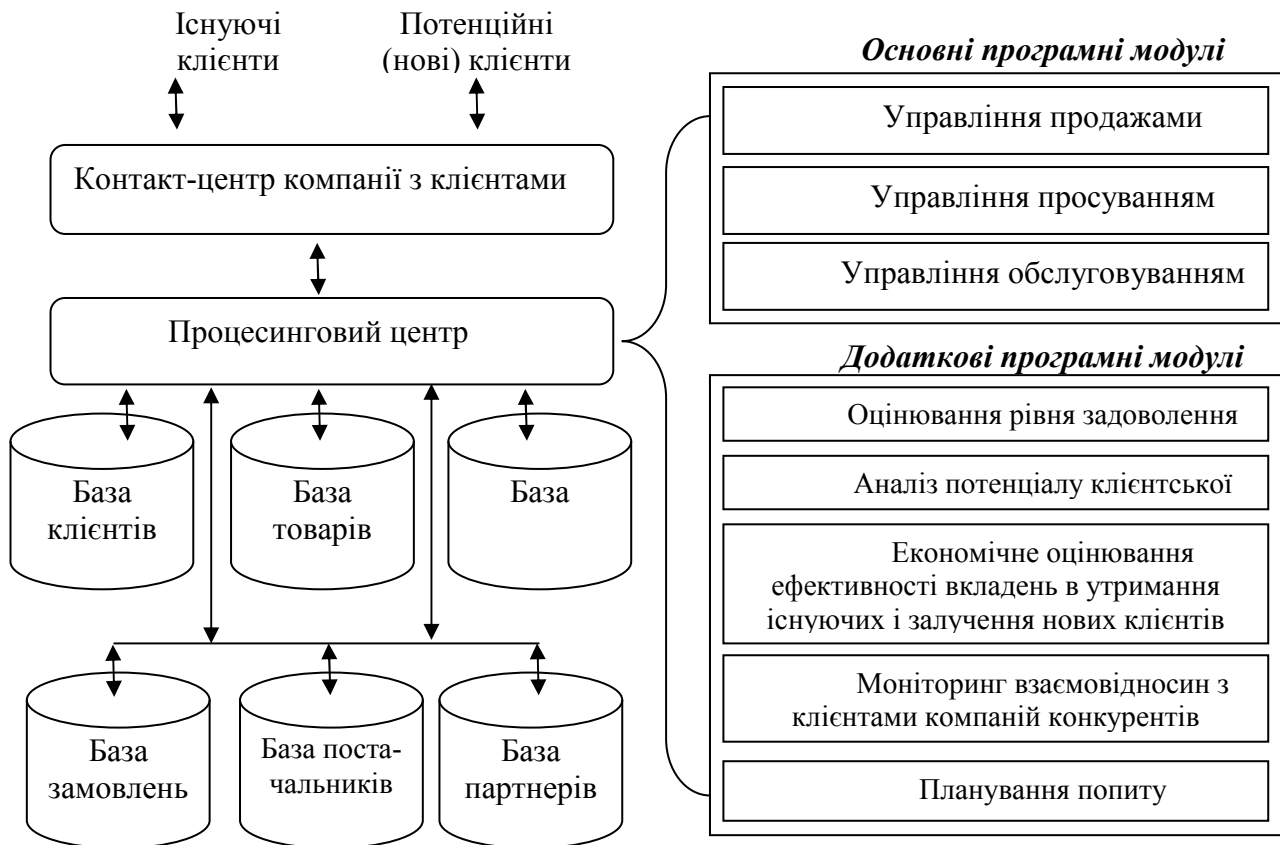 Існуючі
клієнти
Потенційні
(нові) клієнти
Контакт-центр компанії з клієнтами
Процесинговий центр
База
клієнтів
База
товарів
База
База
замовлень
База поста-
чальників
База
партнерів
Основні програмні модулі
Управління продажами
Управління просуванням
Управління обслуговуванням
Додаткові програмні модулі
Оцінювання рівня задоволення
Аналіз потенціалу клієнтської
Економічне оцінювання
ефективності вкладень в утримання
існуючих і залучення нових клієнтів
Моніторинг взаємовідносин з
клієнтами компаній конкурентів
Планування попиту